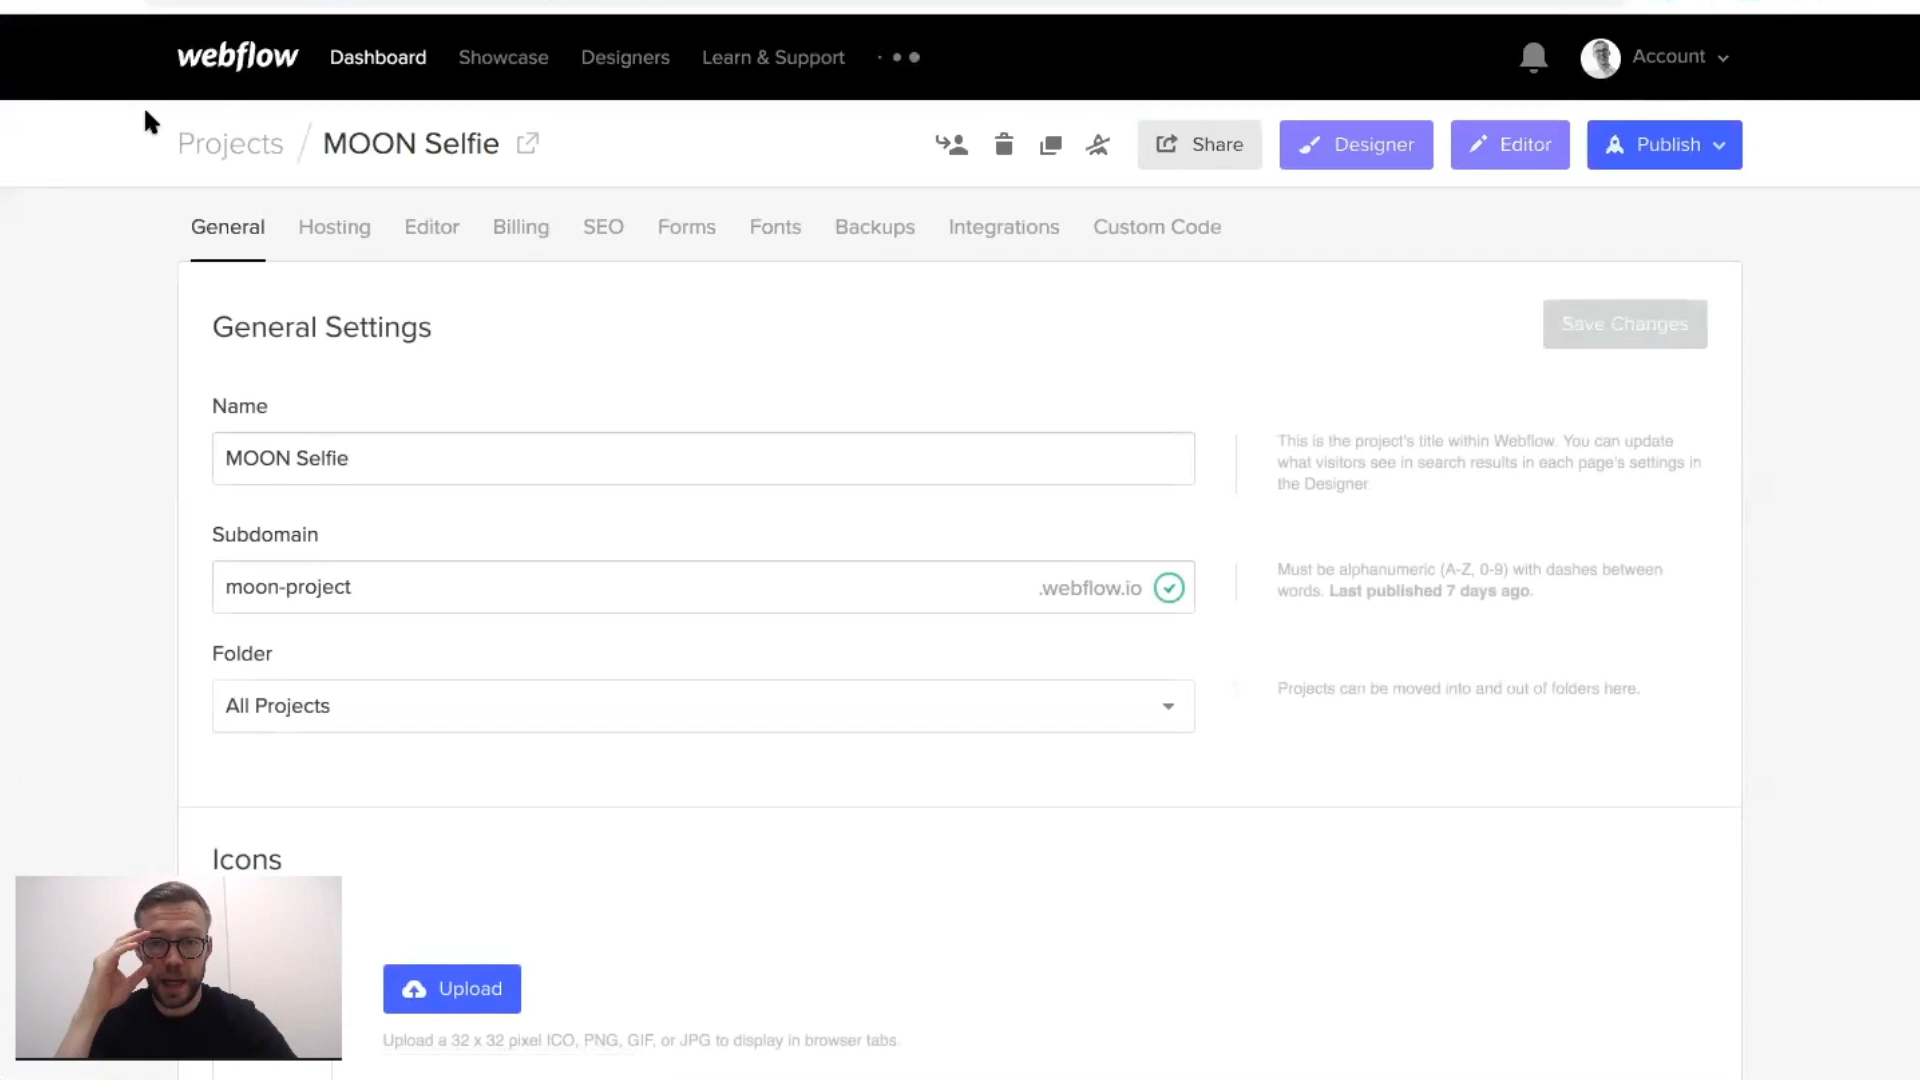 webflow Dashboard Showcase Designers Learn & Support Account
Projects / MOON Selfie Share Designer Editor Publish
General Hosting Editor Billing SEO Forms Fonts Backups Integrations Custom Code
General Settings Save Changes
Name
MOON Selfie
This is the project's title within Webflow. You can update
what visitors see in search results in each page's settings in
the Designer.
Subdomain
moon-project .webflow.io
Must be alphanumeric (A-Z, 0-9) with dashes between
words. Last published 7 days ago.
Folder
All Projects
Projects can be moved into and out of folders here.
Icons
Upload
Upload a 32 x 32 pixel ICO, PNG, GIF, or JPG to display in browser tabs.